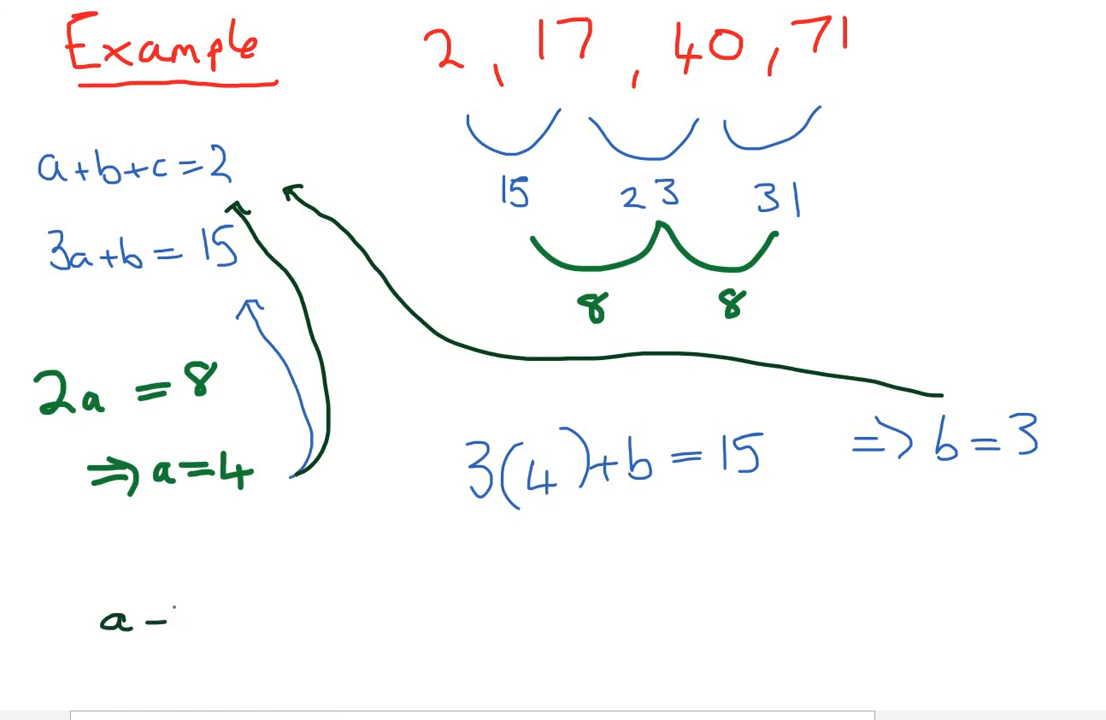 Example
2, 17, 40, 71
15 23 31
8 8
a+b+c=2
3a+b=15
2a=8
⇒a=4
3(4)+b=15 ⇒b=3
a-